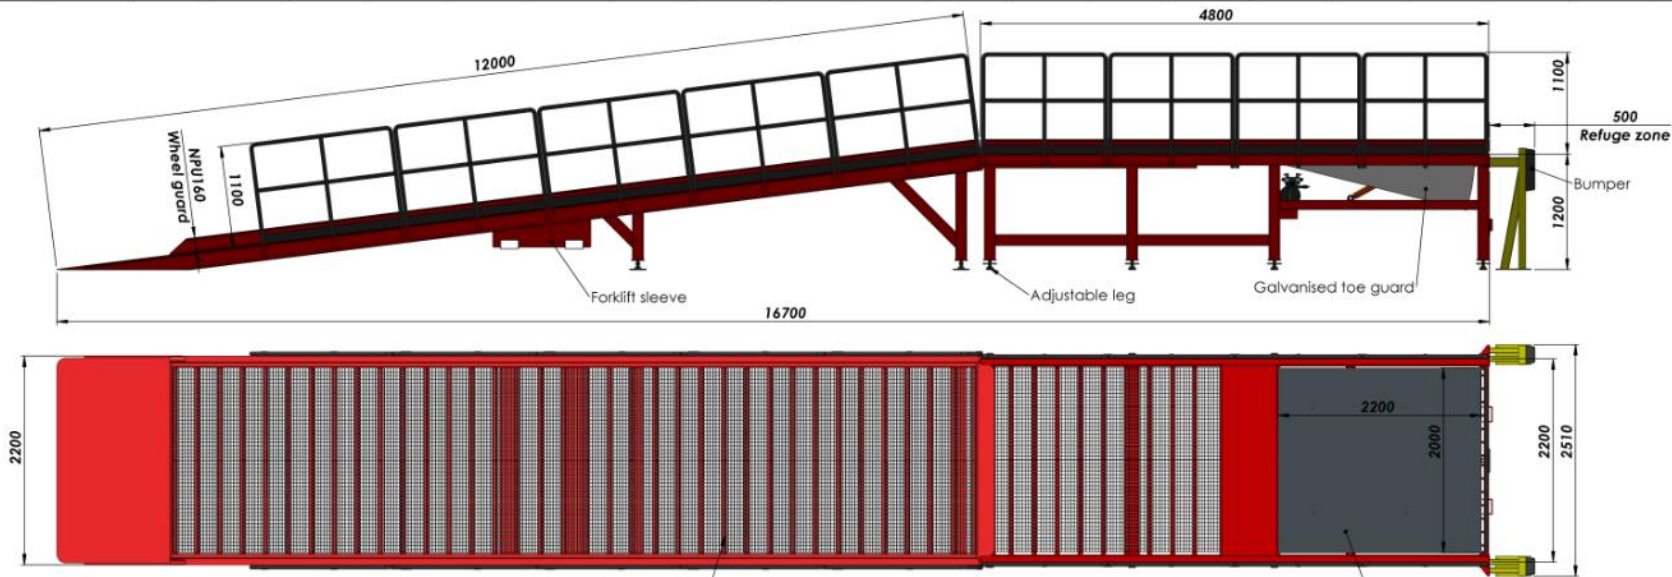 4800
12000
1100
500
Refuge zone
NPU160
Wheel guard
1100
Bumper
1200
Forklift sleeve
Adjustable leg
Galvanised toe guard
16700
2200
2200
2000
2200
2510